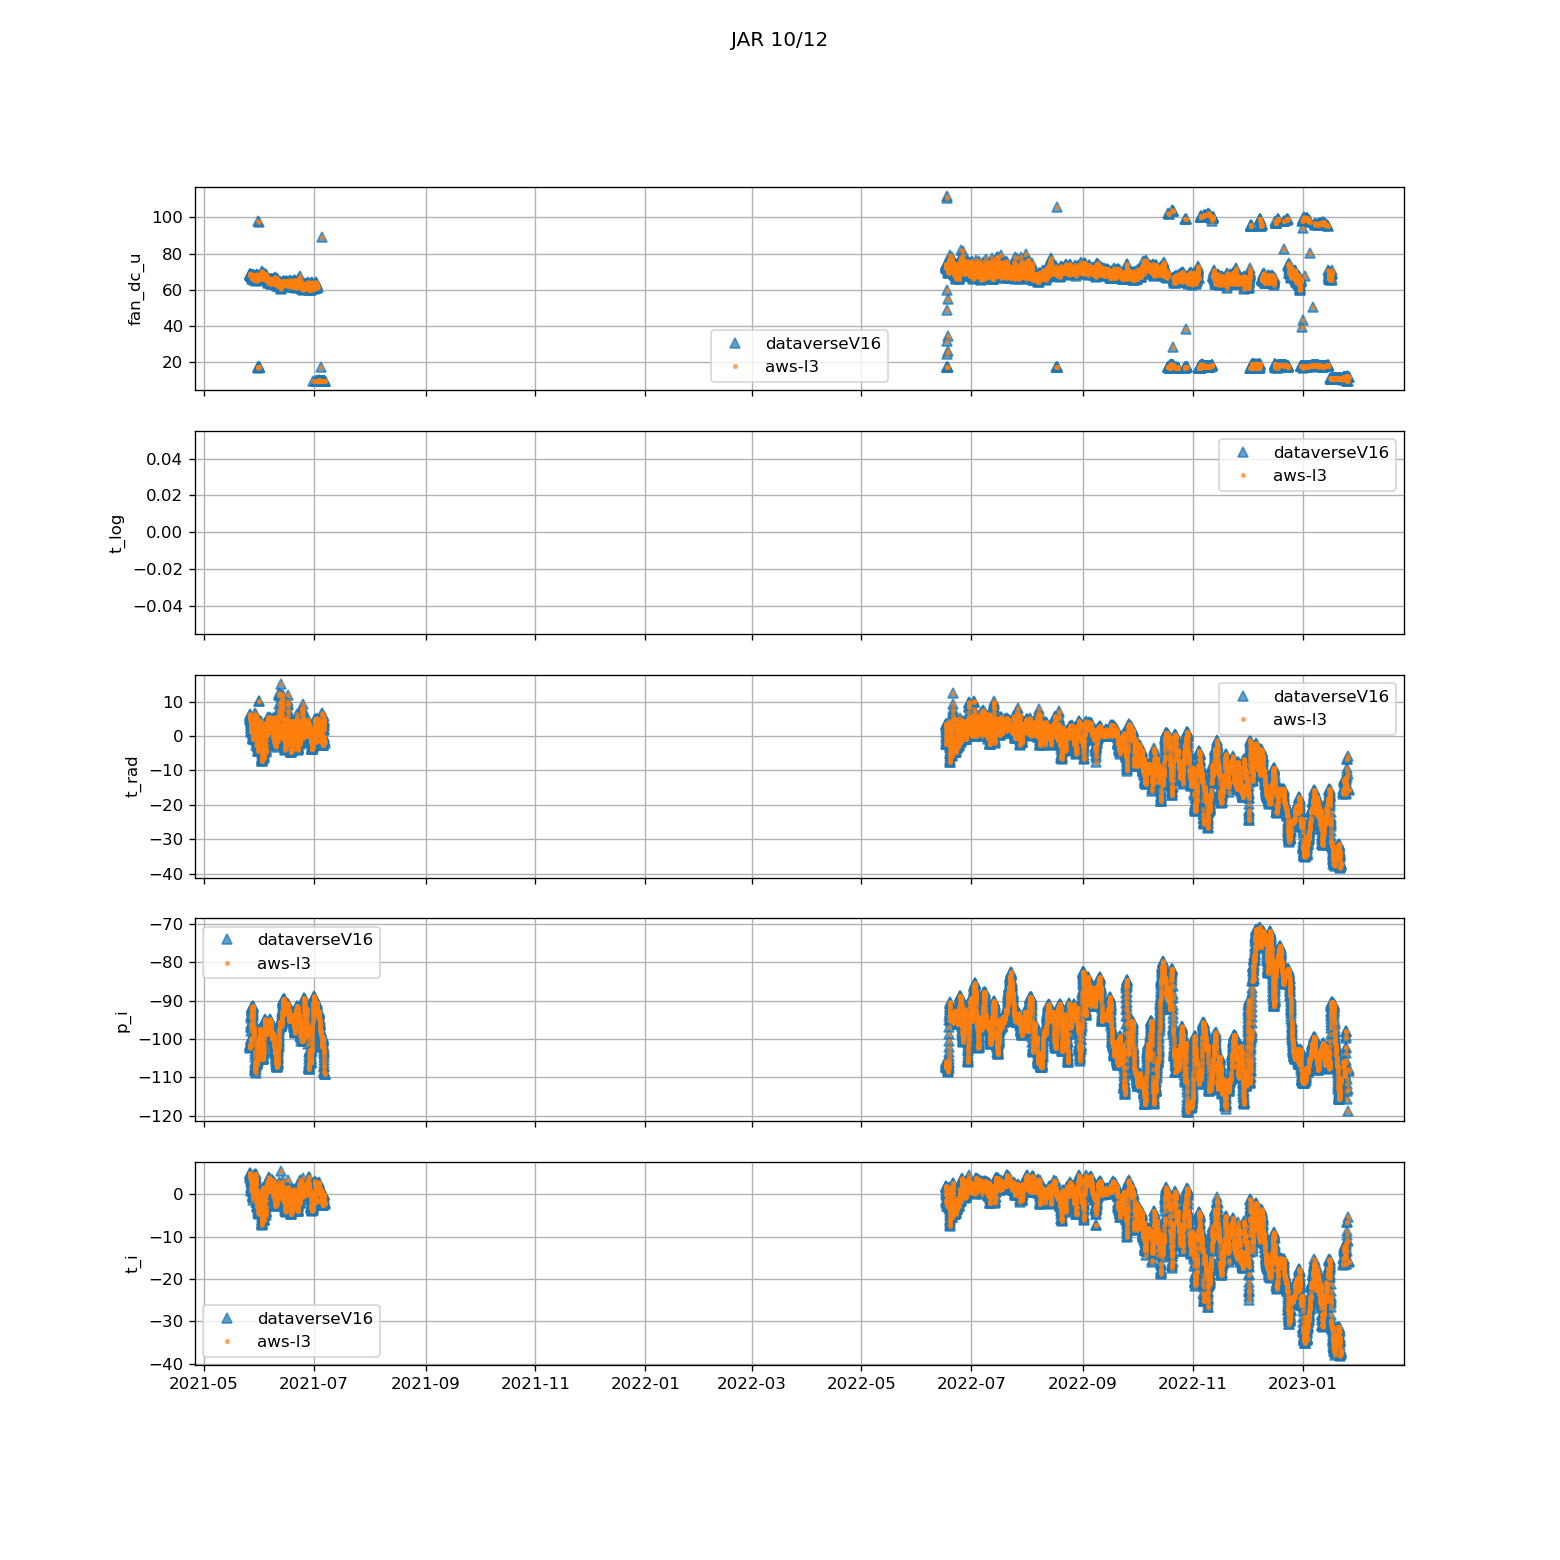 JAR 10/12
fan_dc_u
100
80
60
40
20
dataverseV16
aws-l3
t_log
0.04
0.02
0.00
−0.02
−0.04
dataverseV16
aws-l3
t_rad
10
0
−10
−20
−30
−40
dataverseV16
aws-l3
p_i
−70
−80
−90
−100
−110
−120
dataverseV16
aws-l3
t_i
0
−10
−20
−30
−40
dataverseV16
aws-l3
2021-05 2021-07 2021-09 2021-11 2022-01 2022-03 2022-05 2022-07 2022-09 2022-11 2023-01